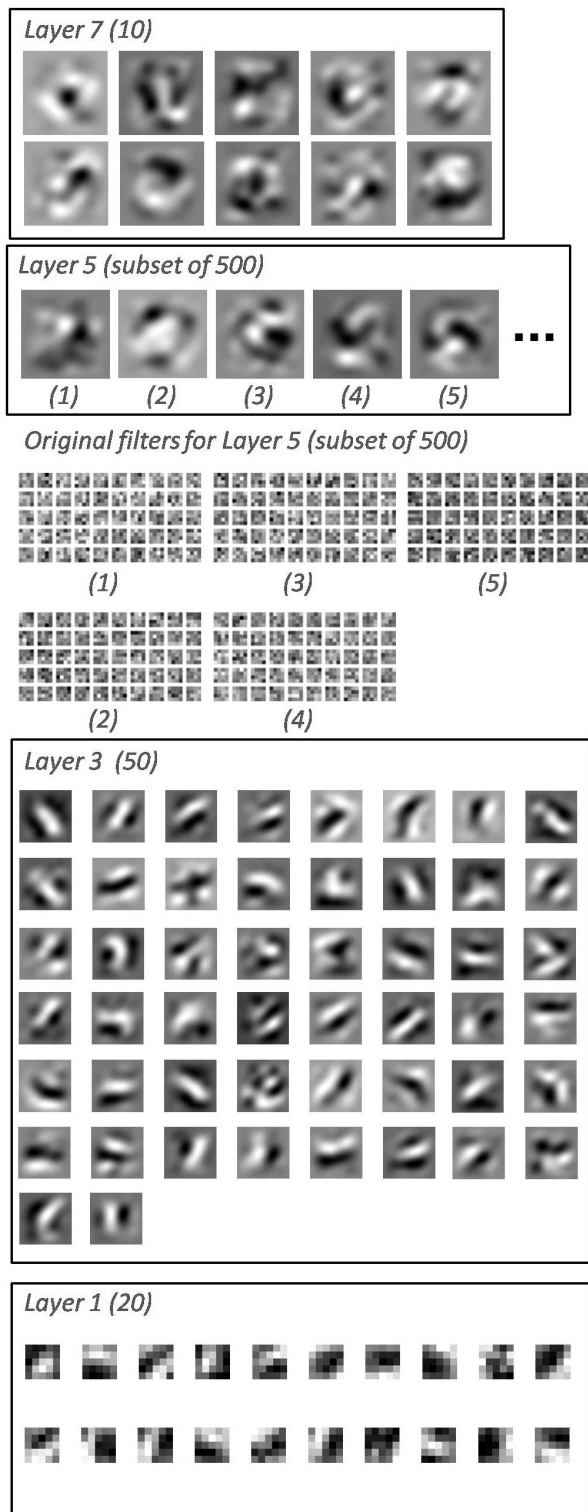 Layer 7 (10)
Layer 5 (subset of 500)
...
(1) (2) (3) (4) (5)
Original filters for Layer 5 (subset of 500)
(1) (3) (5)
(2) (4)
Layer 3 (50)
Layer 1 (20)